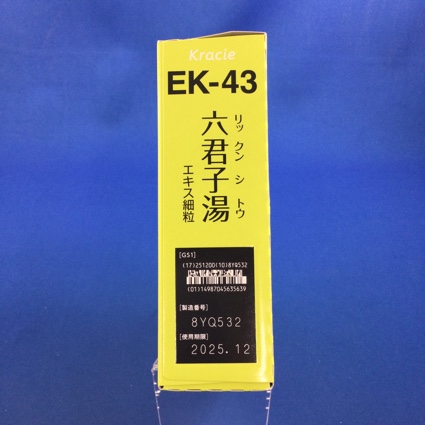 Kracie
EK-43
六君子湯
リックンシトウ
エキス細粒
[GS1]
(17)251200(10)8YQ532
(01)14987045635639
[製造番号]
8YQ532
[使用期限]
2025.12